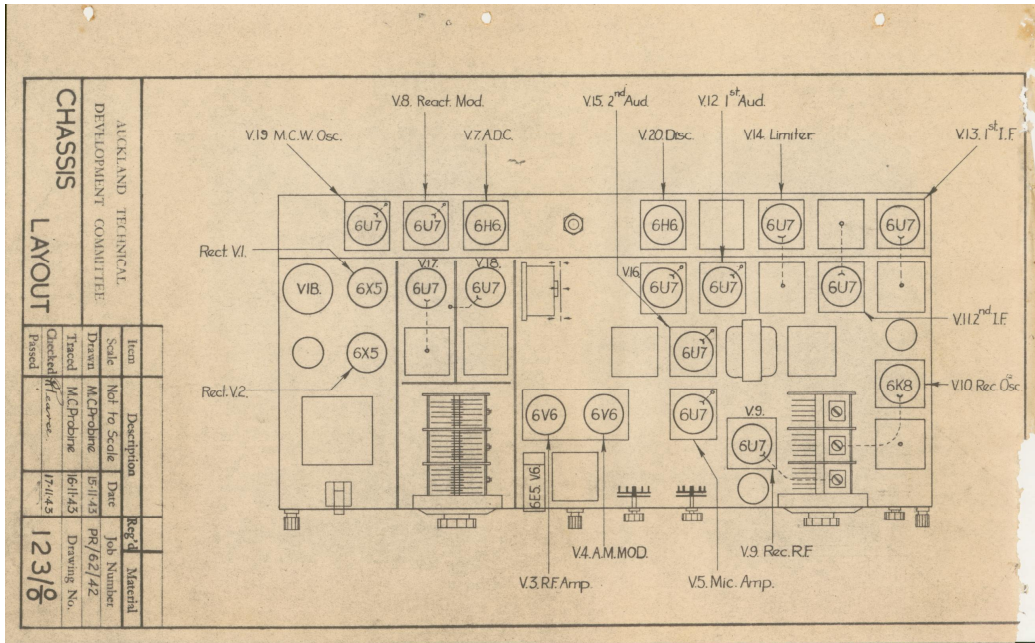 AUCKLAND TECHNICAL
DEVELOPMENT COMMITTEE
CHASSIS LAYOUT
Item
Description
Req'd
Material
Scale
Not to Scale
Date
Job Number
Drawn
M.C.Probine
15-11-43
PR/62/42
Traced
M.C.Probine
16-11-43
Drawing No.
Checked
17-11-43
Passed
123/8
V.8. React. Mod.
V.15. 2nd Aud.
V.12 1st Aud.
V.19 M.C.W. Osc.
V.7. A.D.C.
V.20 Disc.
V.14. Limiter.
V.13. 1st I.F
6U7
6U7
6H6
6H6
6U7
6U7
Rect. V.1.
V.17.
V.18.
V18.
6X5
6U7
6U7
V.16.
6U7
6U7
6U7
V.11. 2nd I.F.
6X5
6U7
Rect. V.2.
6K8
V.10 Rec Osc
6V6
6V6
6U7
V.9.
6U7
6E5 V6
V.4. A.M. MOD.
V.9. Rec. R.F
V.3. R.F. Amp.
V.5. Mic. Amp.